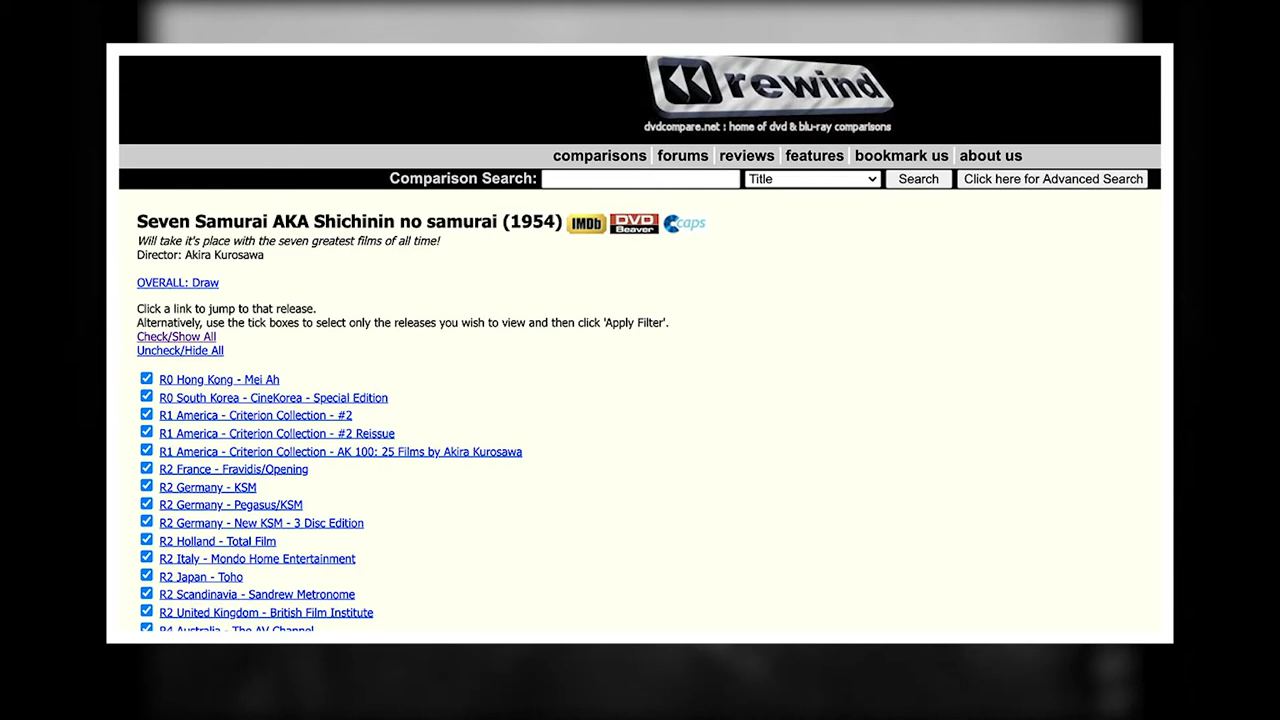 rewind
dvdcompare.net : home of dvd & blu-ray comparisons
comparisons forums reviews features bookmark us about us
Comparison Search: Title Search Click here for Advanced Search
Seven Samurai AKA Shichinin no samurai (1954) IMDb DVD Beaver caps
Will take it's place with the seven greatest films of all time!
Director: Akira Kurosawa
OVERALL: Draw
Click a link to jump to that release.
Alternatively, use the tick boxes to select only the releases you wish to view and then click 'Apply Filter'.
Check/Show All
Uncheck/Hide All
R0 Hong Kong - Mei Ah
R0 South Korea - CineKorea - Special Edition
R1 America - Criterion Collection - #2
R1 America - Criterion Collection - #2 Reissue
R1 America - Criterion Collection - AK 100: 25 Films by Akira Kurosawa
R2 France - Fravidis/Opening
R2 Germany - KSM
R2 Germany - Pegasus/KSM
R2 Germany - New KSM - 3 Disc Edition
R2 Holland - Total Film
R2 Italy - Mondo Home Entertainment
R2 Japan - Toho
R2 Scandinavia - Sandrew Metronome
R2 United Kingdom - British Film Institute
R4 Australia - The AV Channel